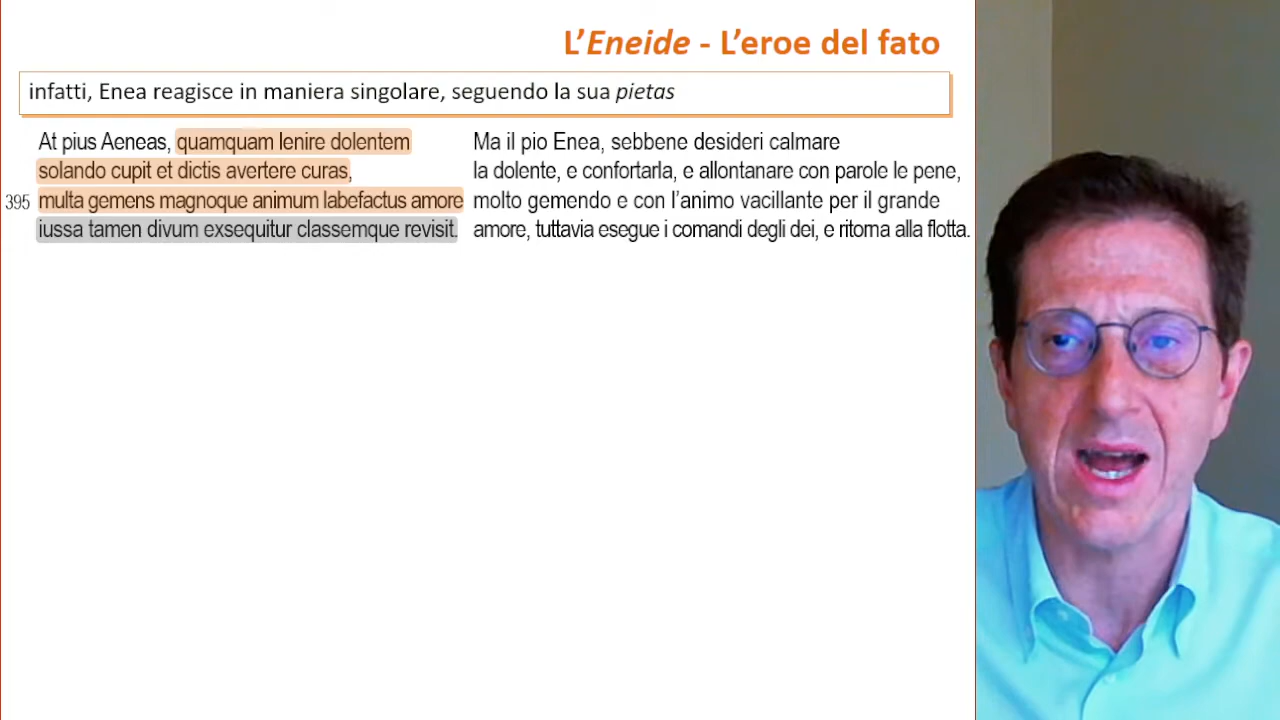 L’Eneide - L’eroe del fato
infatti, Enea reagisce in maniera singolare, seguendo la sua pietas
At pius Aeneas, quamquam lenire dolentem
solando cupit et dictis avertere curas,
395 multa gemens magnoque animum labefactus amore
iussa tamen divum exsequitur classemque revisit.
Ma il pio Enea, sebbene desideri calmare
la dolente, e confortarla, e allontanare con parole le pene,
molto gemendo e con l’animo vacillante per il grande
amore, tuttavia esegue i comandi degli dei, e ritorna alla flotta.